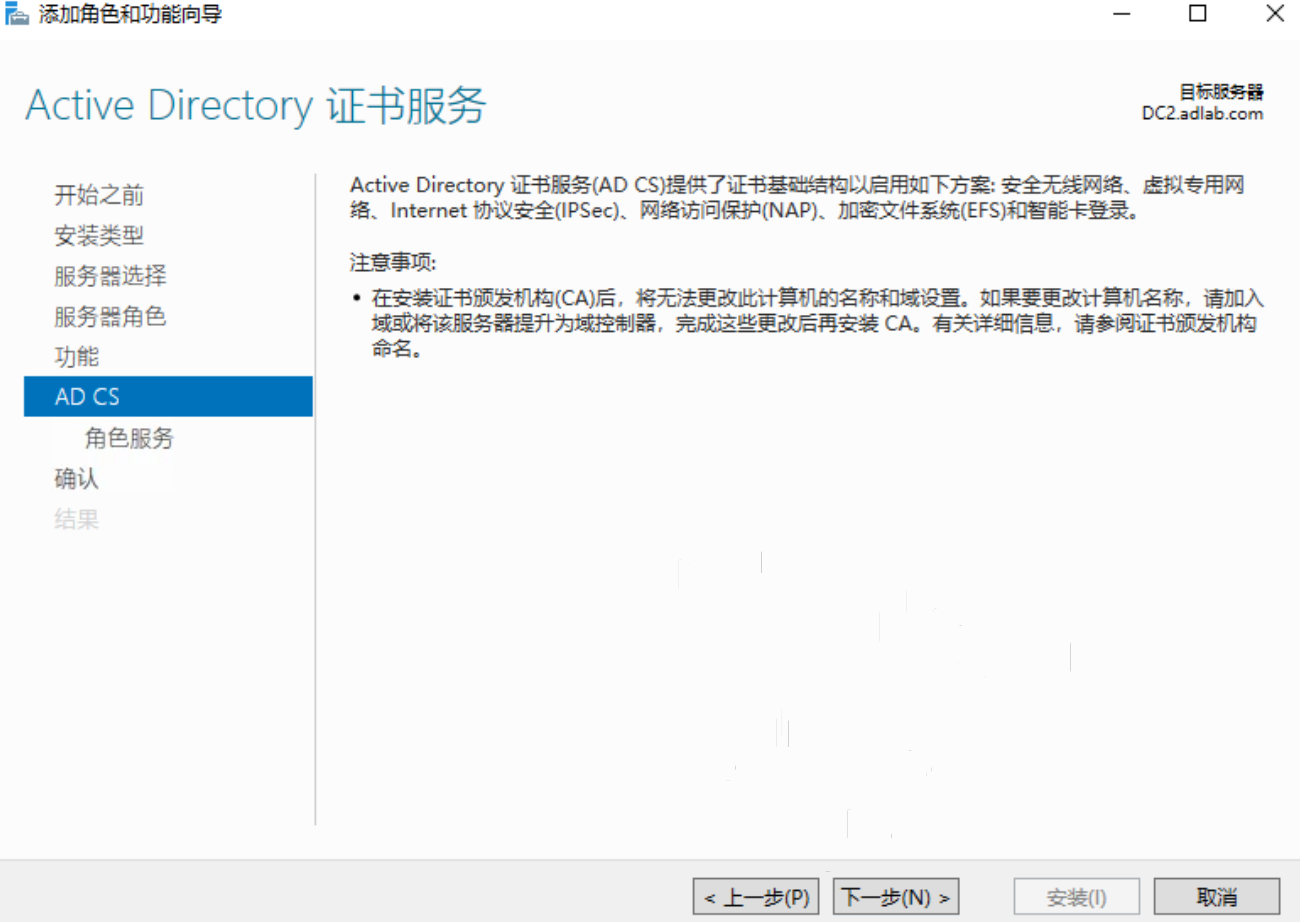 添加角色和功能向导
Active Directory 证书服务
目标服务器
DC2.adlab.com
开始之前
安装类型
服务器选择
服务器角色
功能
AD CS
角色服务
确认
结果
Active Directory 证书服务(AD CS)提供了证书基础结构以启用如下方案: 安全无线网络、虚拟专用网
络、Internet 协议安全(IPSec)、网络访问保护(NAP)、加密文件系统(EFS)和智能卡登录。
注意事项:
• 在安装证书颁发机构(CA)后，将无法更改此计算机的名称和域设置。如果要更改计算机名称，请加入
域或将该服务器提升为域控制器，完成这些更改后再安装 CA。有关详细信息，请参阅证书颁发机构
命名。
< 上一步(P)
下一步(N) >
安装(I)
取消